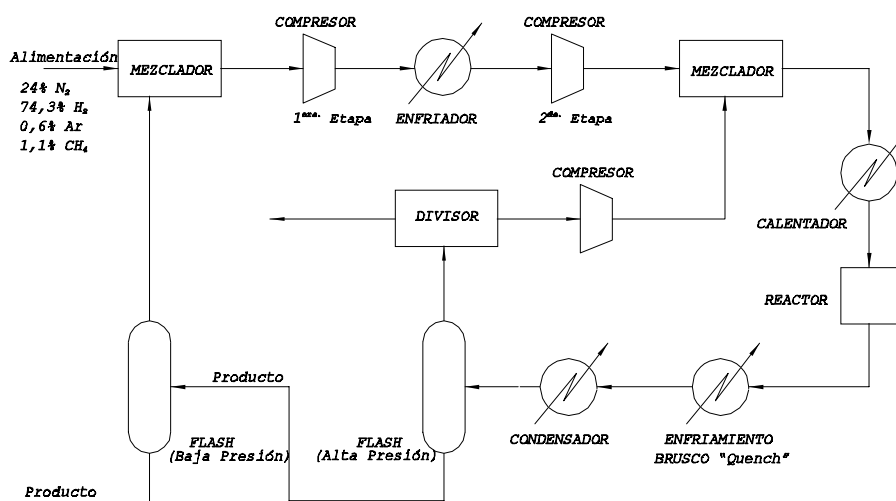 COMPRESOR
COMPRESOR
Alimentación
MEZCLADOR
MEZCLADOR
24% N₂
74,3% H₂
0,6% Ar
1,1% CH₄
1era. Etapa
ENFRIADOR
2da. Etapa
COMPRESOR
DIVISOR
CALENTADOR
REACTOR
Producto
FLASH
(Baja Presión)
FLASH
(Alta Presión)
CONDENSADOR
ENFRIAMIENTO
BRUSCO "Quench"
Producto